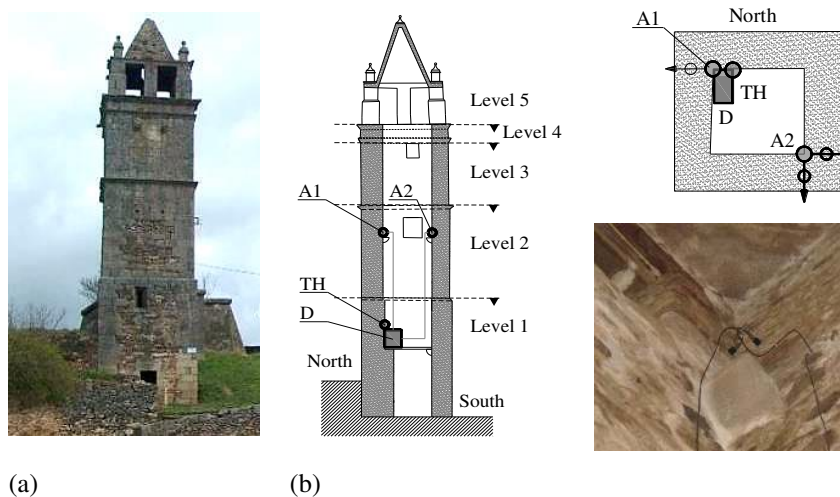 Level 5
Level 4
Level 3
A1
A2
Level 2
TH
D
Level 1
North
South
North
A1
TH
D
A2
(a)
(b)